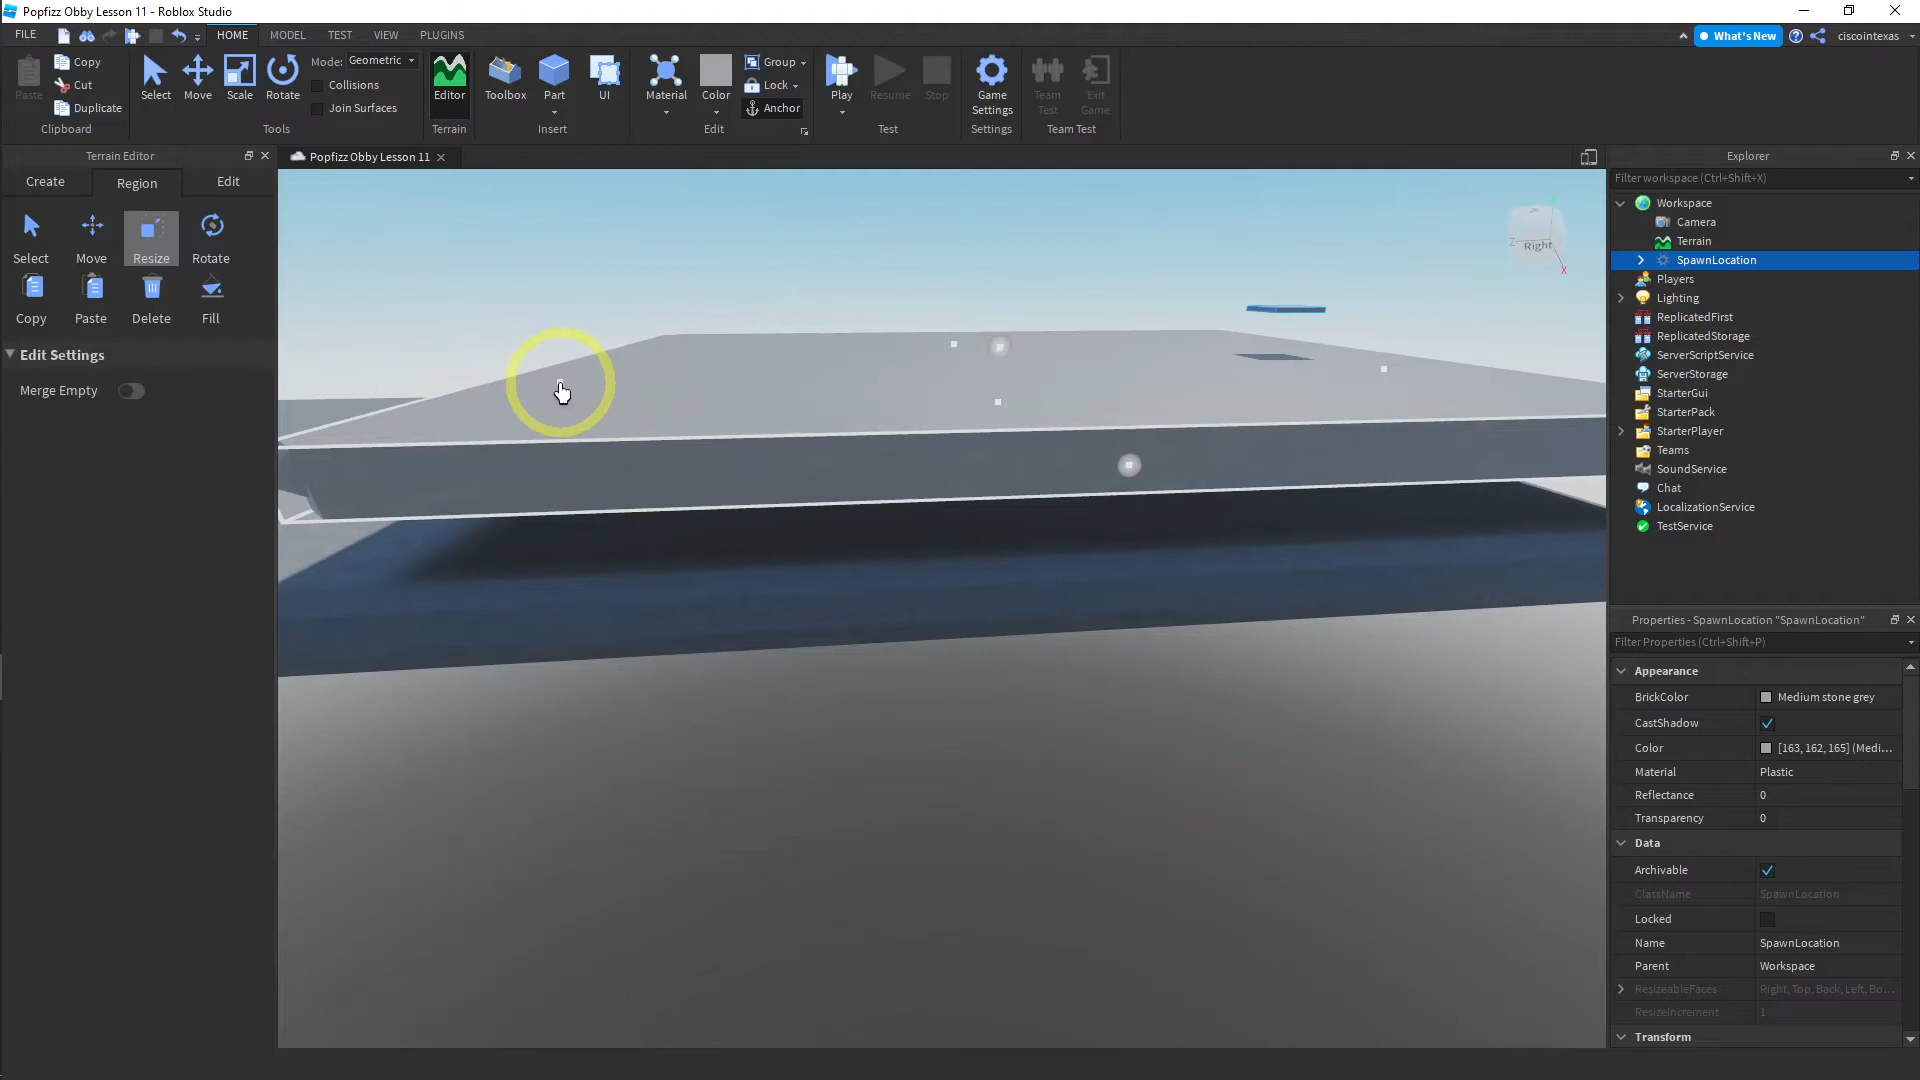 Popfizz Obby Lesson 11 - Roblox Studio
FILE HOME MODEL TEST VIEW PLUGINS What's New ciscointexas
Paste Copy Cut Duplicate Clipboard
Select Move Scale Rotate Mode: Geometric Collisions Join Surfaces Tools
Editor Terrain
Toolbox Part UI Insert
Material Color Group Lock Anchor Edit
Play Resume Stop Test
Game Settings Settings
Team Test Exit Game Team Test
Terrain Editor
Create Region Edit
Select Move Resize Rotate
Copy Paste Delete Fill
Edit Settings
Merge Empty
Popfizz Obby Lesson 11
Right
Z
X
Explorer
Filter workspace (Ctrl+Shift+X)
Workspace
Camera
Terrain
SpawnLocation
Players
Lighting
ReplicatedFirst
ReplicatedStorage
ServerScriptService
ServerStorage
StarterGui
StarterPack
StarterPlayer
Teams
SoundService
Chat
LocalizationService
TestService
Properties - SpawnLocation "SpawnLocation"
Filter Properties (Ctrl+Shift+P)
Appearance
BrickColor Medium stone grey
CastShadow
Color [163, 162, 165] (Medi...
Material Plastic
Reflectance 0
Transparency 0
Data
Archivable
ClassName SpawnLocation
Locked
Name SpawnLocation
Parent Workspace
ResizeableFaces Right, Top, Back, Left, Bo...
ResizeIncrement 1
Transform